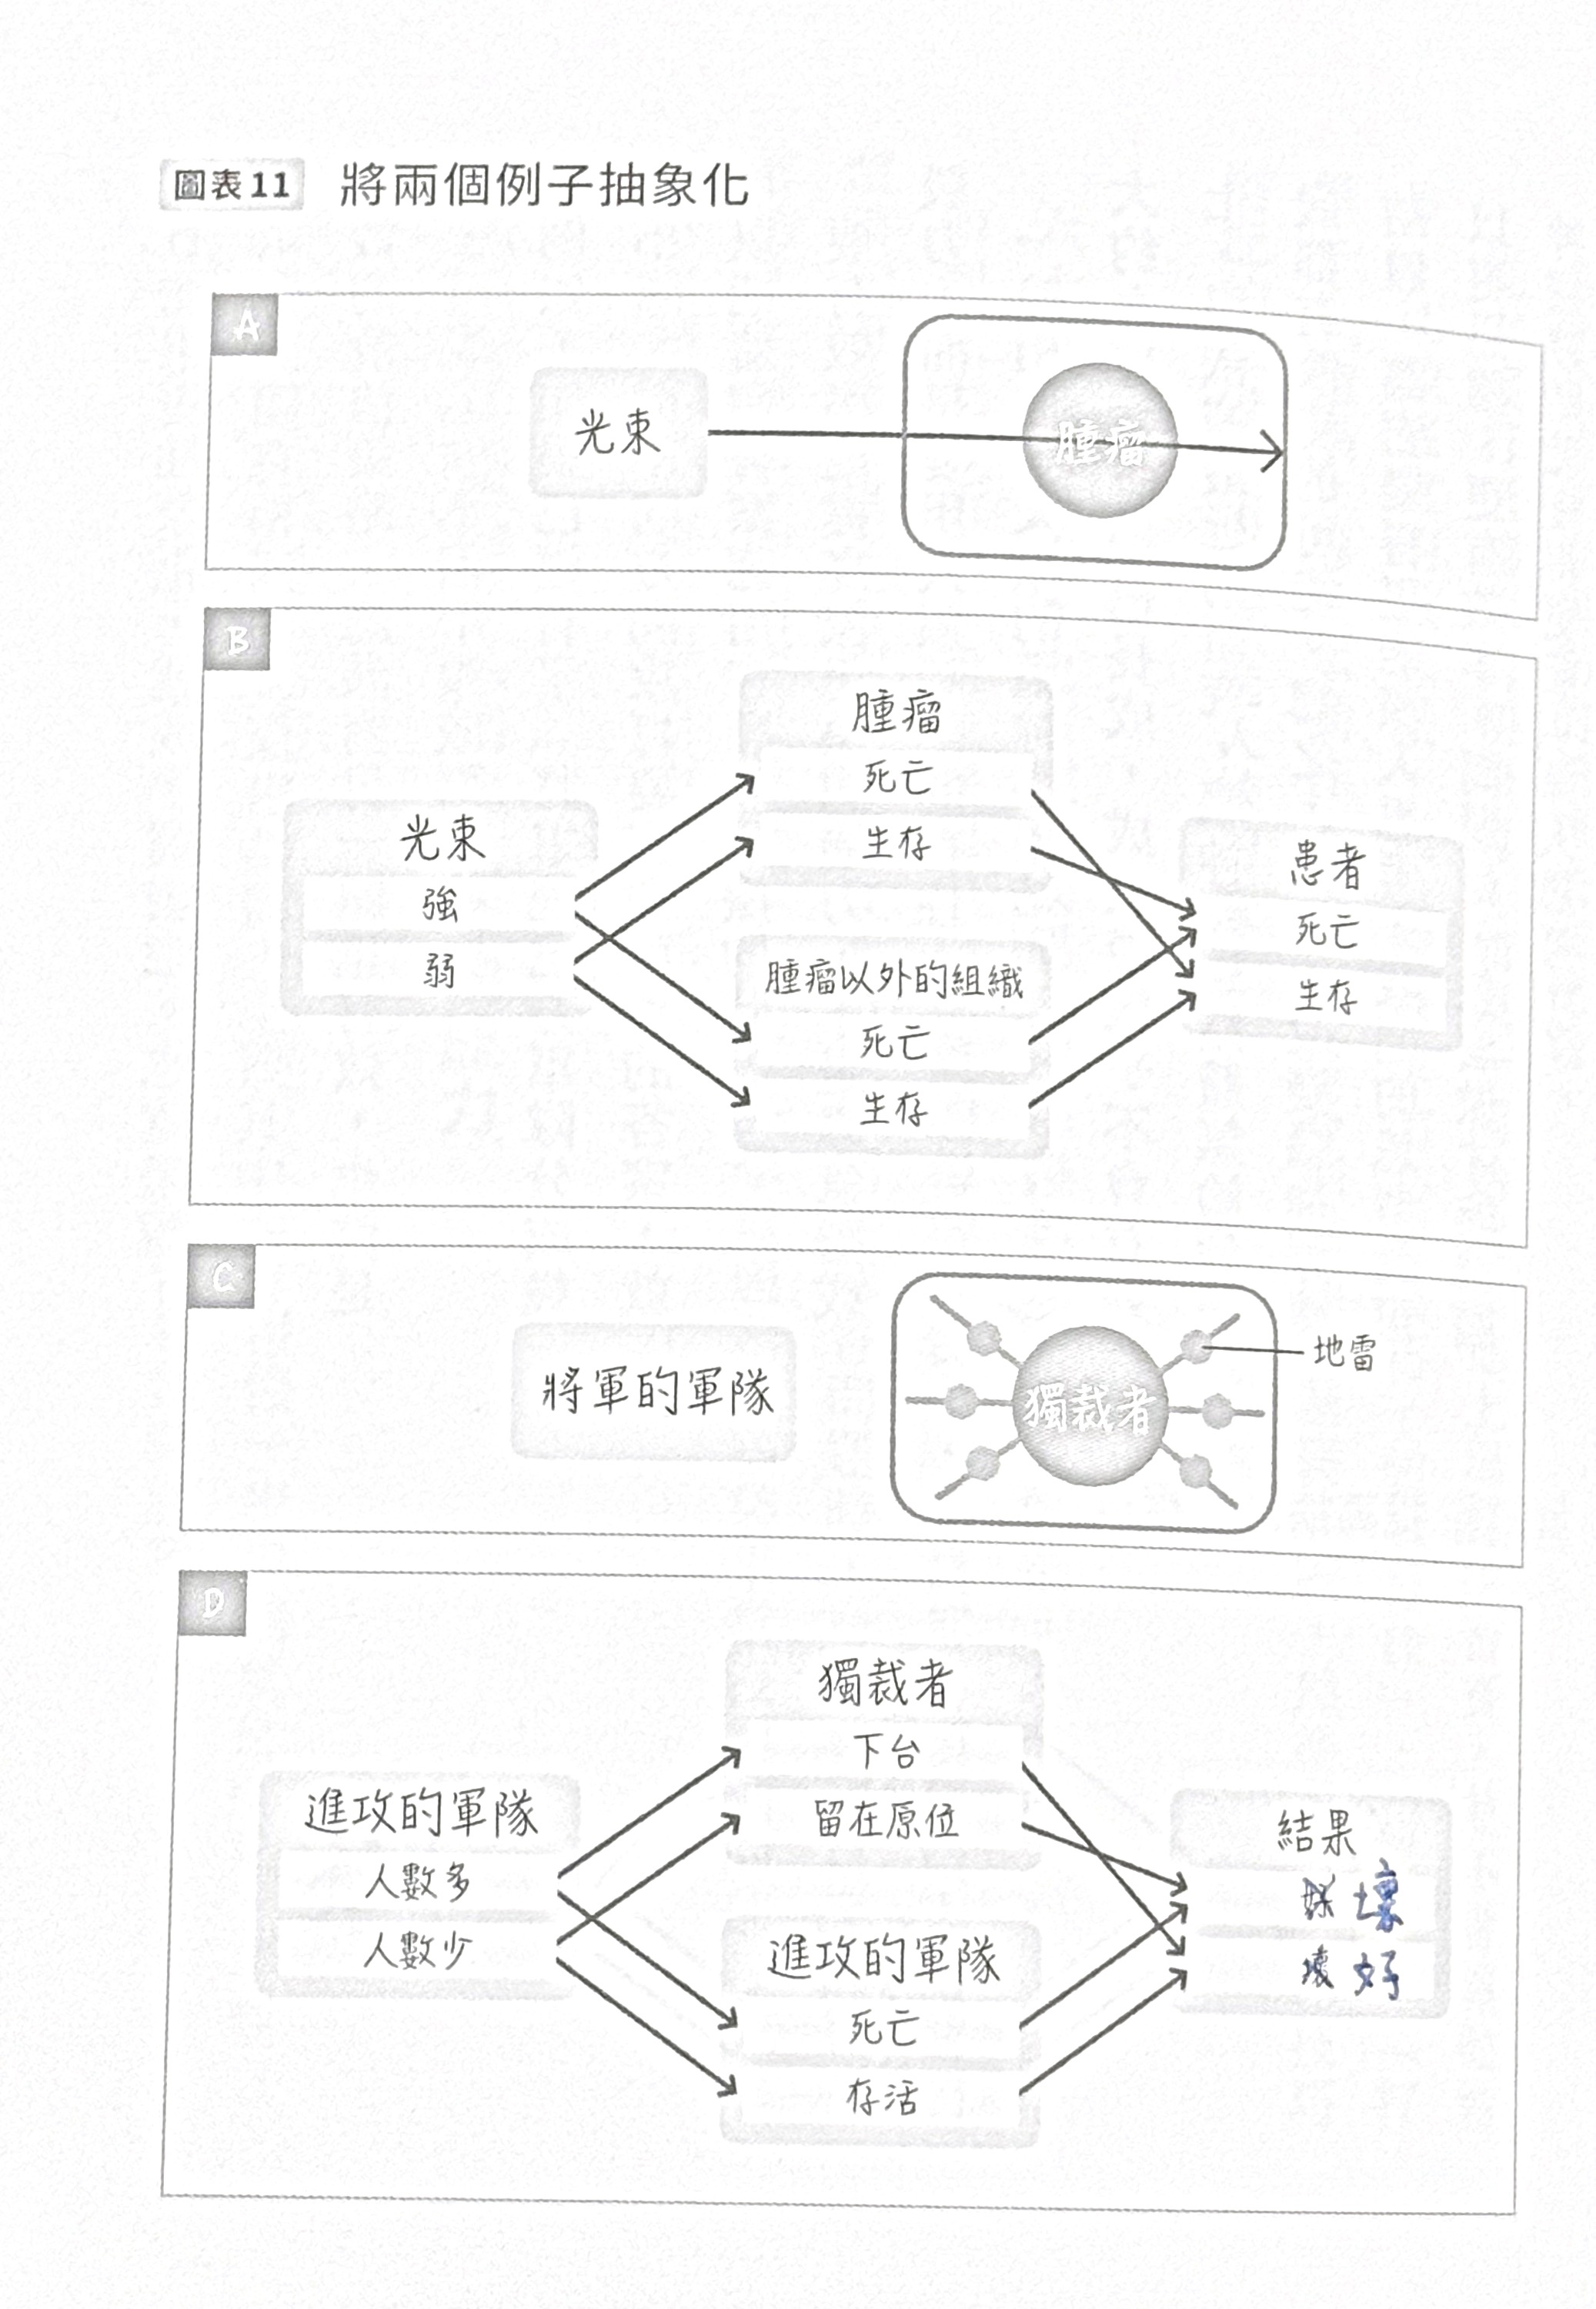 圖表11 將兩個例子抽象化
A
光束
腫瘤
B
腫瘤
死亡
生存
光束
強
弱
腫瘤以外的組織
死亡
生存
患者
死亡
生存
C
將軍的軍隊
獨裁者
地雷
D
獨裁者
下台
留在原位
進攻的軍隊
人數多
人數少
進攻的軍隊
死亡
存活
結果
好 壞
壞 好